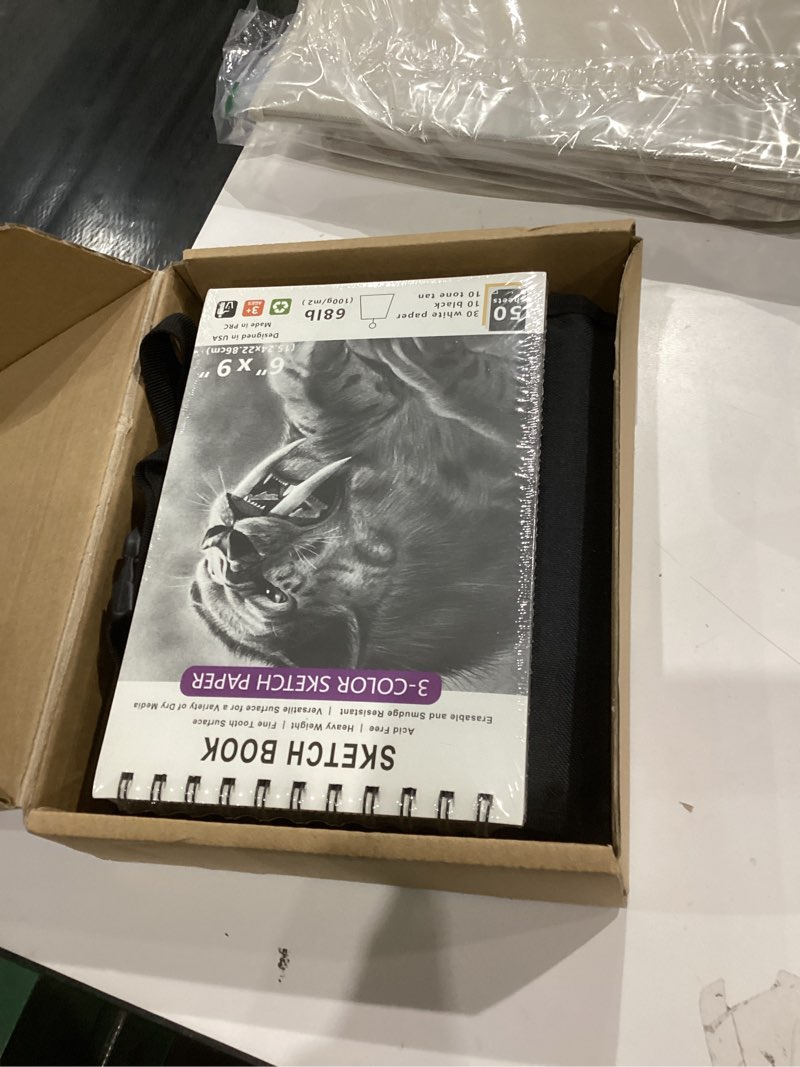 SKETCH BOOK
Acid Free | Heavy Weight | Fine Tooth Surface
Erasable and Smudge Resistant | Versatile Surface for a Variety of Dry Media
3-COLOR SKETCH PAPER
6" x 9"
(15.24x22.86cm)
Designed in USA
Made in PRC
50
sheets
30 white paper
10 black
10 tone tan
68lb
(100g/m2)
3+
AGES